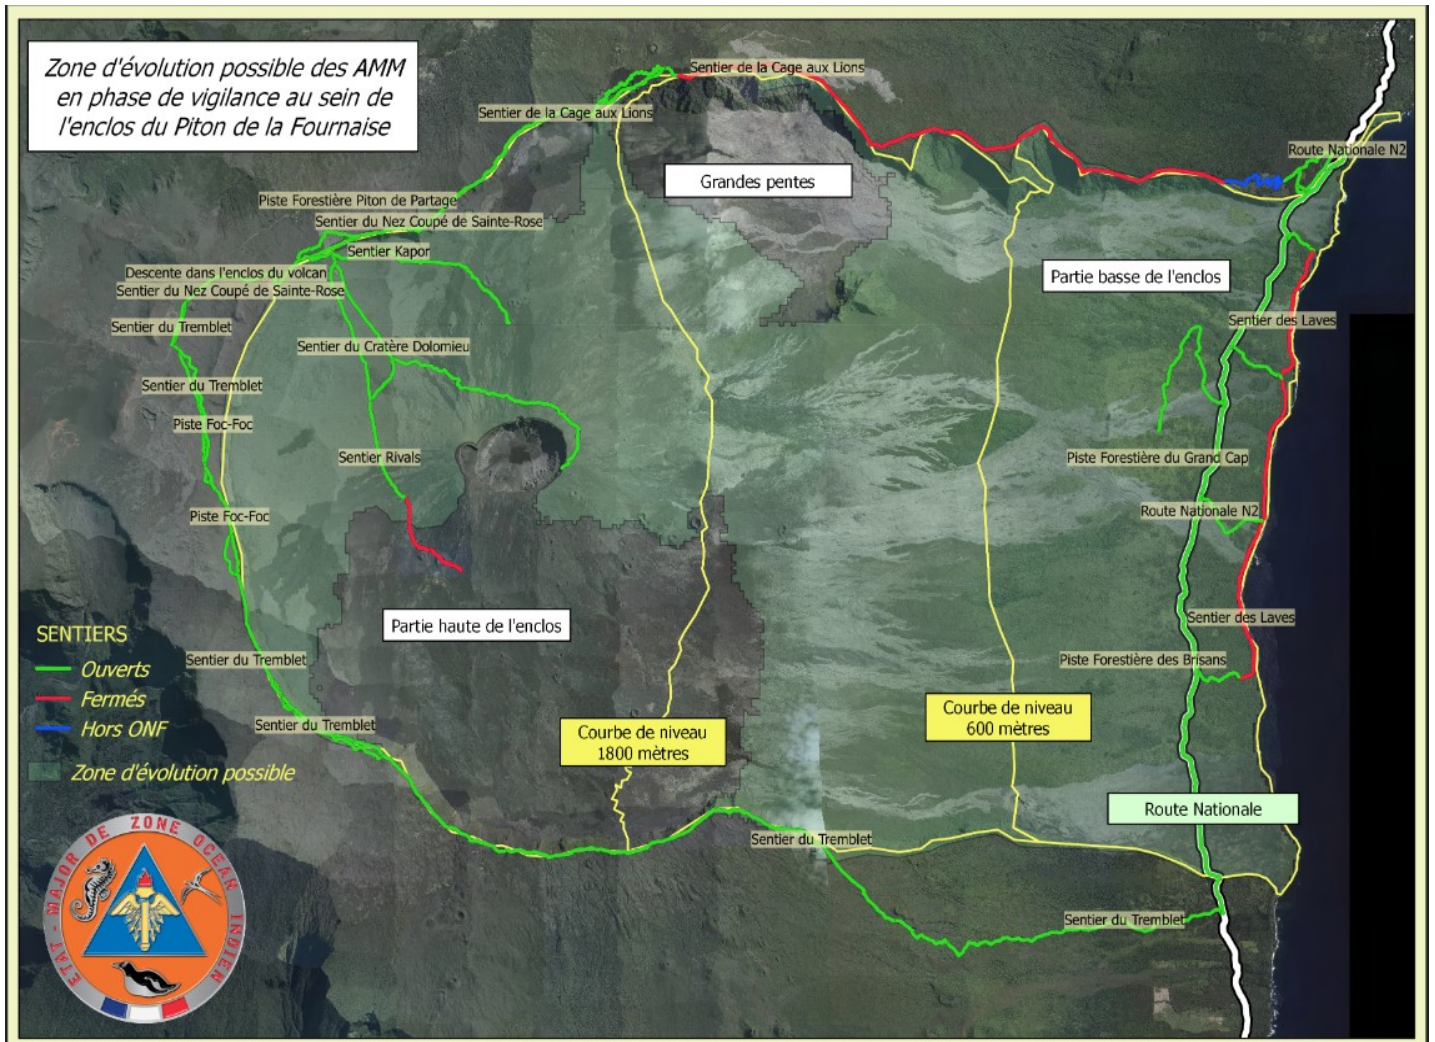 Zone d'évolution possible des AMM
en phase de vigilance au sein de
l'enclos du Piton de la Fournaise
Sentier de la Cage aux Lions
Sentier de la Cage aux Lions
Route Nationale N2
Grandes pentes
Piste Forestière Piton de Partage
Sentier du Nez Coupé de Sainte-Rose
Sentier Kapor
Descente dans l'enclos du volcan
Partie basse de l'enclos
Sentier du Nez Coupé de Sainte-Rose
Sentier du Tremblet
Sentier des Laves
Sentier du Cratère Dolomieu
Sentier du Tremblet
Piste Foc-Foc
Sentier Rivals
Piste Forestière du Grand Cap
Piste Foc-Foc
Route Nationale N2
Partie haute de l'enclos
Sentier des Laves
SENTIERS
Ouverts
Fermés
Hors ONF
Zone d'évolution possible
Sentier du Tremblet
Piste Forestière des Brisans
Sentier du Tremblet
Courbe de niveau
1800 mètres
Courbe de niveau
600 mètres
Route Nationale
Sentier du Tremblet
Sentier du Tremblet
ETAT - MAJOR DE ZONE OCEAN INDIEN